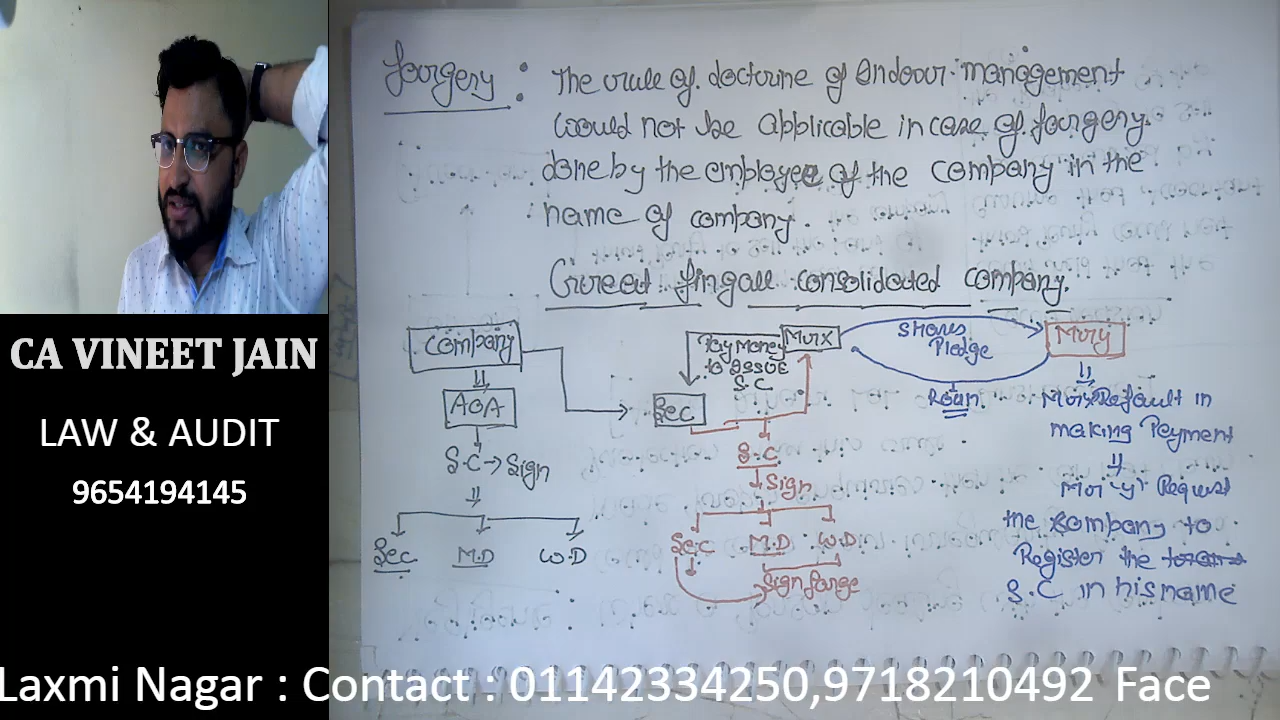 CA VINEET JAIN
LAW & AUDIT
9654194145
fourgery :
The rule of doctrine of Indoor management
would not be applicable in case of fourgery
done by the employee of the company in the
name of company.
Great fingall consolidated company.
Company
AOA
S.C → Sign
Sec M.D W.D
Pay Money
to issue
S.C
Mr X
Sec
S.C
Sign
Sec M.D W.D
Sign forge
Shares
Pledge
Loan
Mr y
Mr X Default in
making Peyment
Mr 'y' Request
the company to
Register the
S.C in his name
Laxmi Nagar : Contact : 01142334250,9718210492 Face